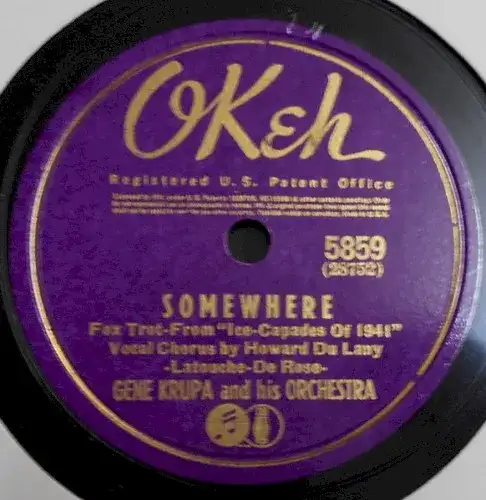 OKeh
Registered U.S. Patent Office
5859
(28752)
SOMEWHERE
Fox Trot-From "Ice-Capades Of 1941"
Vocal Chorus by Howard Du Lany
-Latouche-De Rose-
GENE KRUPA and his ORCHESTRA